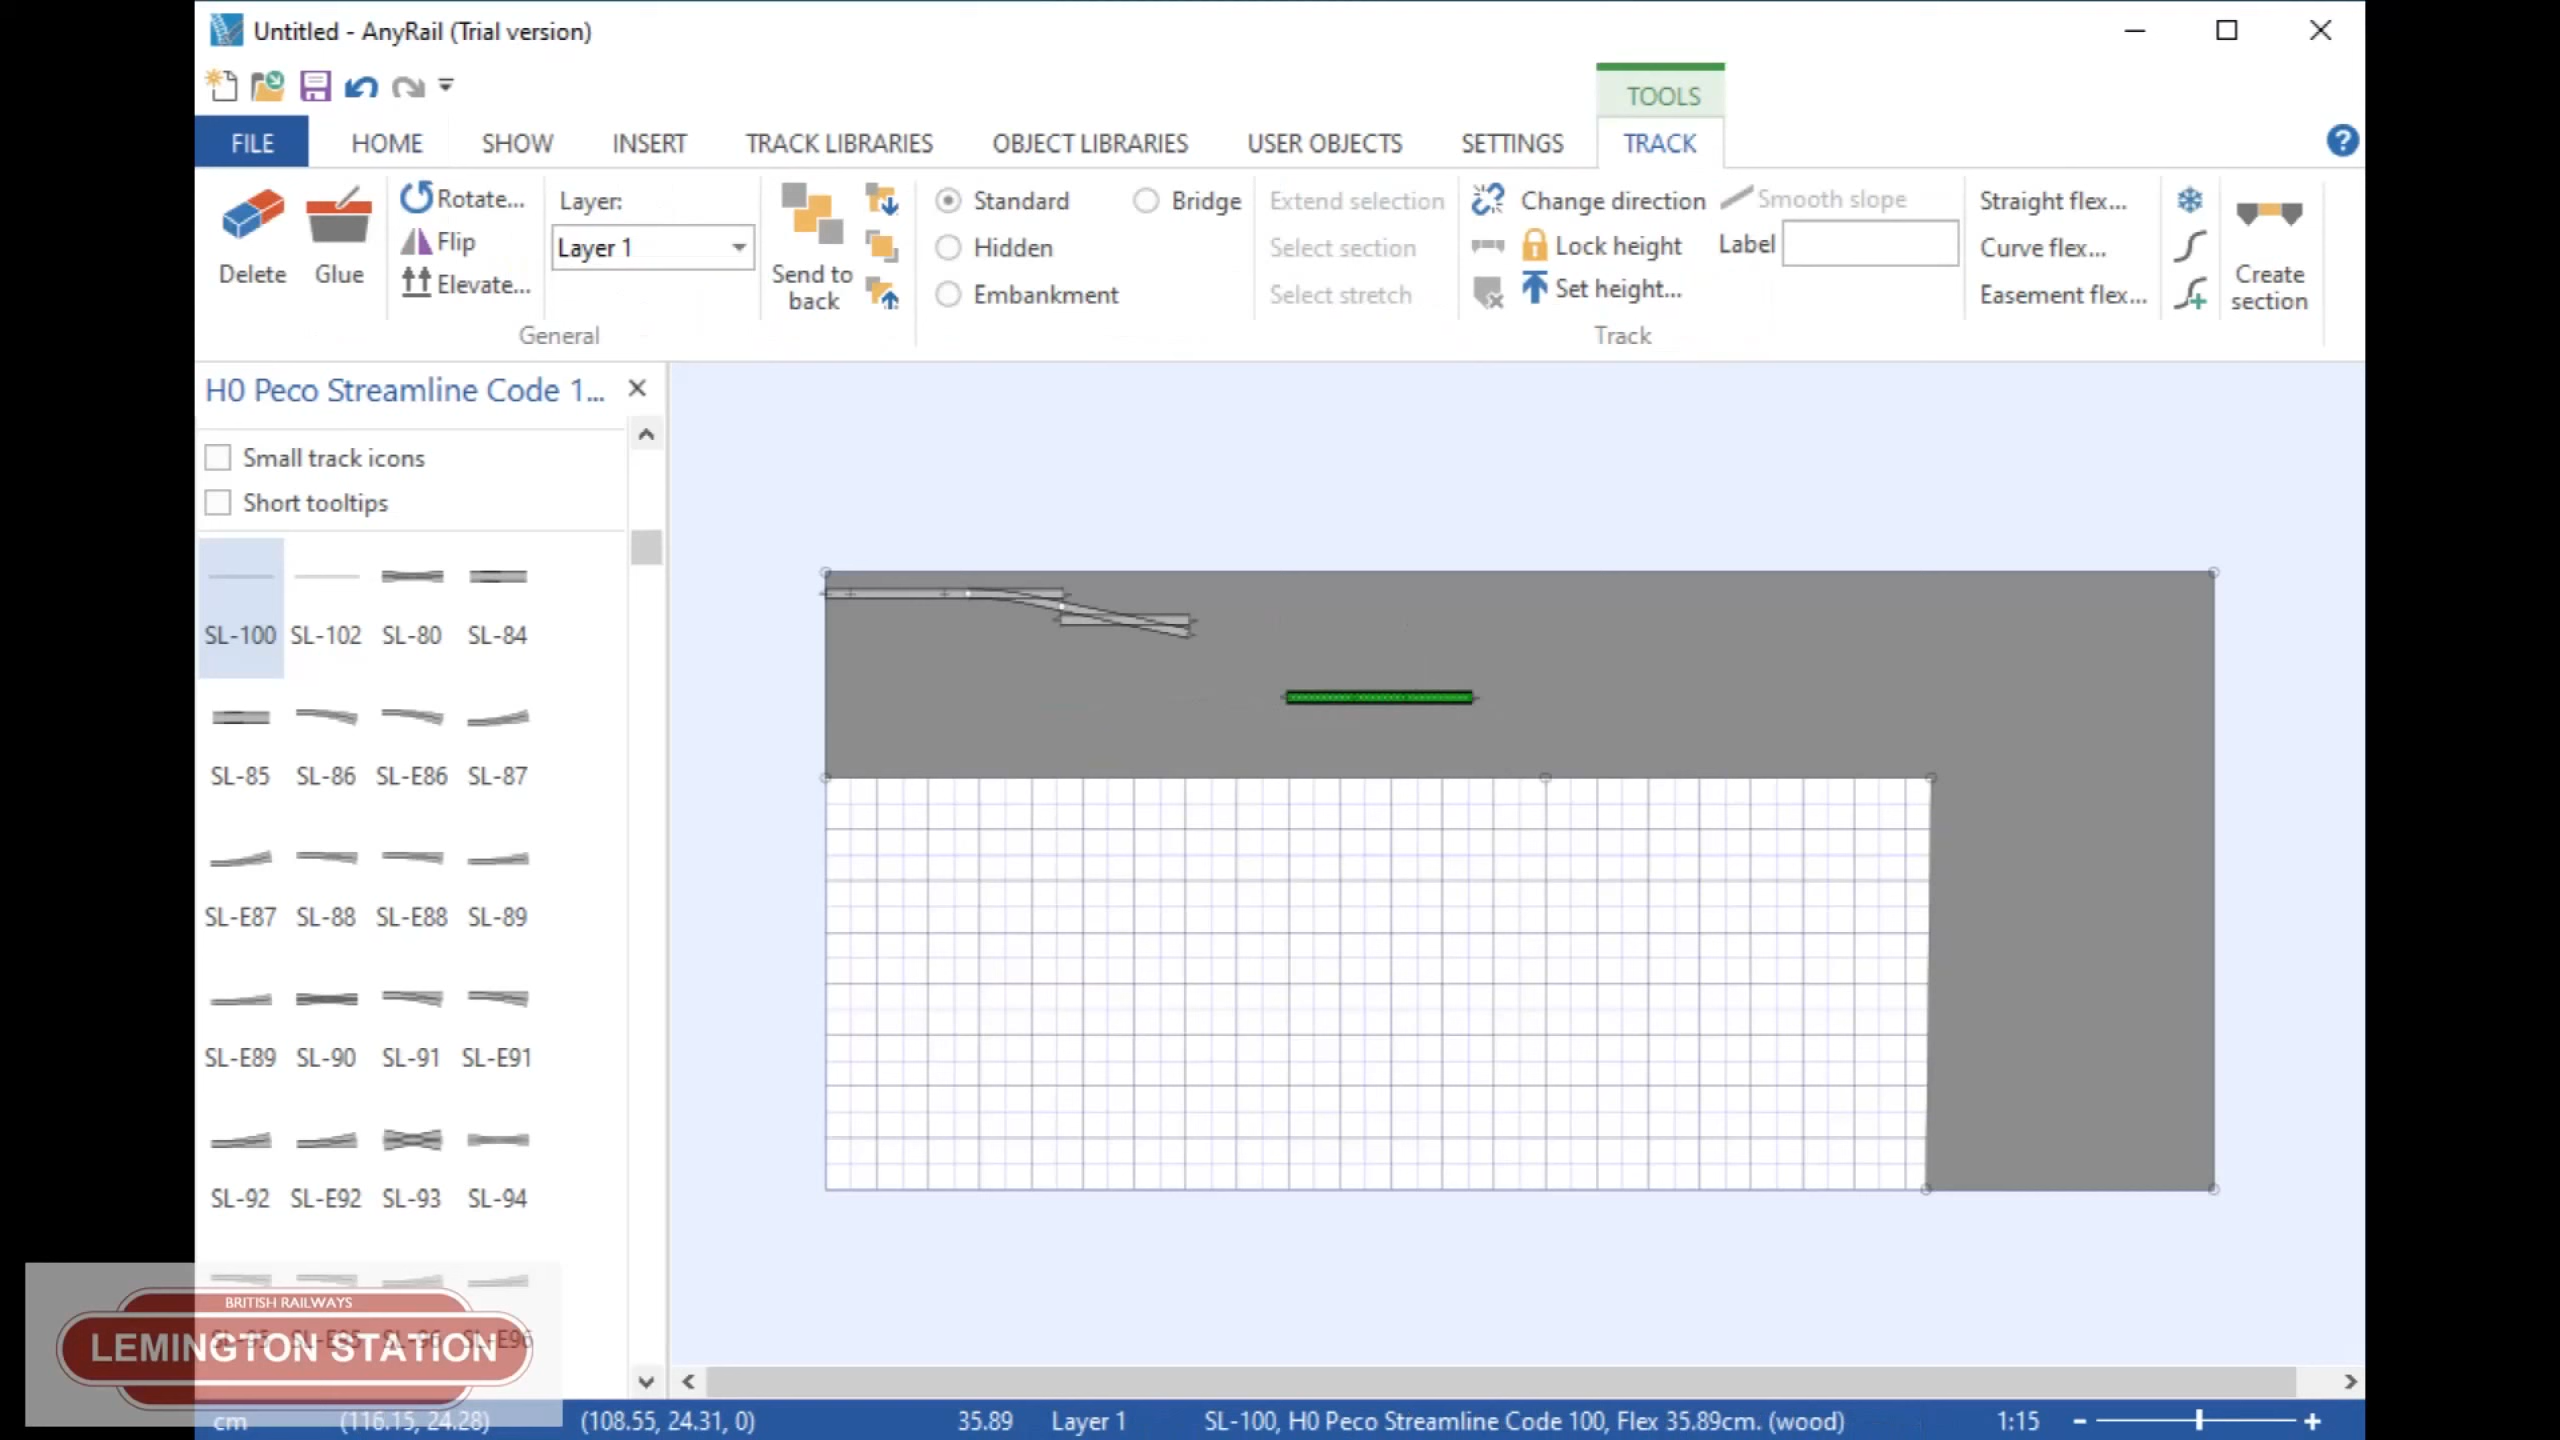 Untitled - AnyRail (Trial version)
TOOLS
FILE HOME SHOW INSERT TRACK LIBRARIES OBJECT LIBRARIES USER OBJECTS SETTINGS TRACK ?
Delete Glue Rotate... Flip Elevate...
General
Layer:
Layer 1
Send to back
Standard Bridge
Hidden
Embankment
Extend selection
Select section
Select stretch
Change direction Smooth slope
Lock height Label
Set height...
Track
Straight flex...
Curve flex...
Easement flex...
Create section
H0 Peco Streamline Code 1...
Small track icons
Short tooltips
SL-100 SL-102 SL-80 SL-84
SL-85 SL-86 SL-E86 SL-87
SL-E87 SL-88 SL-E88 SL-89
SL-E89 SL-90 SL-91 SL-E91
SL-92 SL-E92 SL-93 SL-94
BRITISH RAILWAYS
LEMINGTON STATION
cm (116.15, 24.28) (108.55, 24.31, 0) 35.89 Layer 1 SL-100, H0 Peco Streamline Code 100, Flex 35.89cm. (wood) 1:15